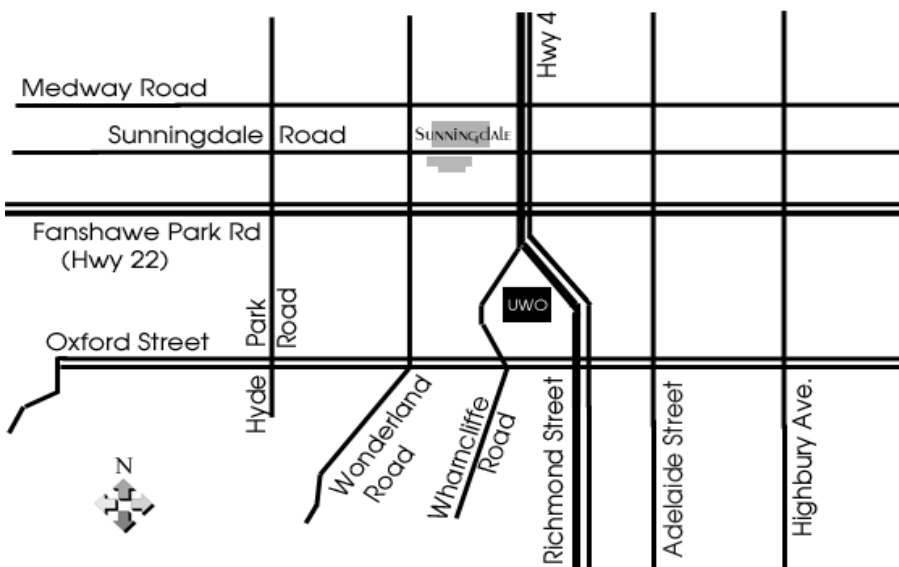 Hwy 4
Medway Road
Sunningdale Road
Sunningdale
Fanshawe Park Rd
(Hwy 22)
UWO
Hyde Park
Road
Oxford Street
Wonderland
Road
Wharncliffe
Road
Richmond Street
Adelaide Street
Highbury Ave.
N